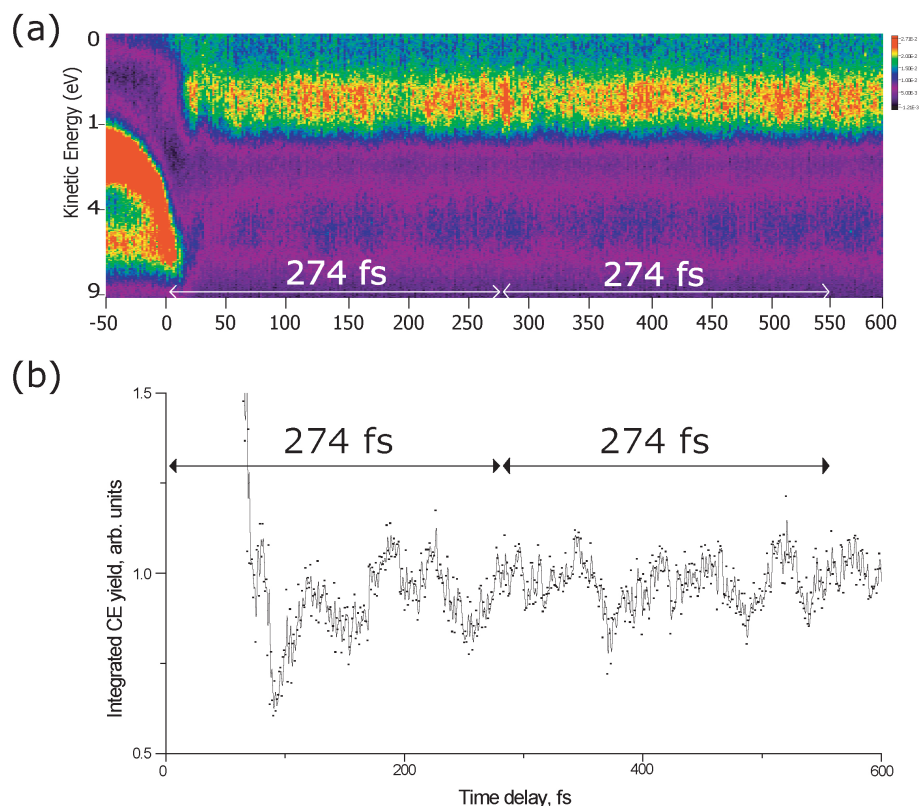 (a)
0
1
4
9
Kinetic Energy (eV)
274 fs
274 fs
-50 0 50 100 150 200 250 300 350 400 450 500 550 600
(b)
1.5
1.0
0.5
Integrated CE yield, arb. units
274 fs
274 fs
0 200 400 600
Time delay, fs